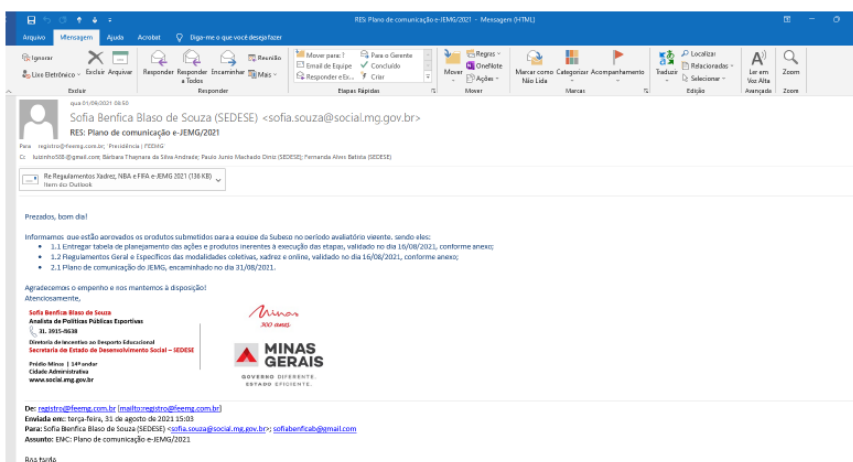 RES: Plano de comunicação e-JEMG/2021 - Mensagem (HTML)
Arquivo Mensagem Ajuda Acrobat Diga-me o que você deseja fazer
Ignorar
Lixo Eletrônico
Excluir
Arquivar
Excluir
Responder
Responder a Todos
Encaminhar
Reunião
Mais
Responder
Mover para: ?
Email de Equipe
Responder e Ex...
Para o Gerente
Concluído
Criar
Etapas Rápidas
Mover
Regras
OneNote
Ações
Mover
Marcar como Não Lida
Categorizar
Acompanhamento
Marcas
Traduzir
Localizar
Relacionadas
Selecionar
Edição
Ler em Voz Alta
Avançada
Zoom
Zoom
qua 01/09/2021 08:50
Sofia Benfica Blaso de Souza (SEDESE) <sofia.souza@social.mg.gov.br>
RES: Plano de comunicação e-JEMG/2021
Para registro@feemg.com.br; 'Presidência | FEEMG'
Cc luizinho508@gmail.com; Bárbara Thaynara da Silva Andrade; Paulo Junio Machado Diniz (SEDESE); Fernanda Alves Batista (SEDESE)
Re Regulamentos Xadrez, NBA e FIFA e-JEMG 2021 (136 KB)
Item do Outlook
Prezados, bom dia!
Informamos que estão aprovados os produtos submetidos para a equipe da Subesp no período avaliatório vigente, sendo eles:
• 1.1 Entregar tabela de planejamento das ações e produtos inerentes à execução das etapas, validado no dia 16/08/2021, conforme anexo;
• 1.2 Regulamentos Geral e Específicos das modalidades coletivas, xadrez e online, validado no dia 16/08/2021, conforme anexo;
• 2.1 Plano de comunicação do JEMG, encaminhado no dia 31/08/2021.
Agradecemos o empenho e nos mantemos à disposição!
Atenciosamente,
Sofia Benfica Blaso de Souza
Analista de Políticas Públicas Esportivas
31. 3915-4638
Diretoria de Incentivo ao Desporto Educacional
Secretaria de Estado de Desenvolvimento Social – SEDESE
Prédio Minas | 14º andar
Cidade Administrativa
www.social.mg.gov.br
Minas
300 anos
MINAS
GERAIS
GOVERNO DIFERENTE.
ESTADO EFICIENTE.
De: registro@feemg.com.br [mailto:registro@feemg.com.br]
Enviada em: terça-feira, 31 de agosto de 2021 15:03
Para: Sofia Benfica Blaso de Souza (SEDESE) <sofia.souza@social.mg.gov.br>; sofiabenficab@gmail.com
Assunto: ENC: Plano de comunicação e-JEMG/2021
Boa tarde